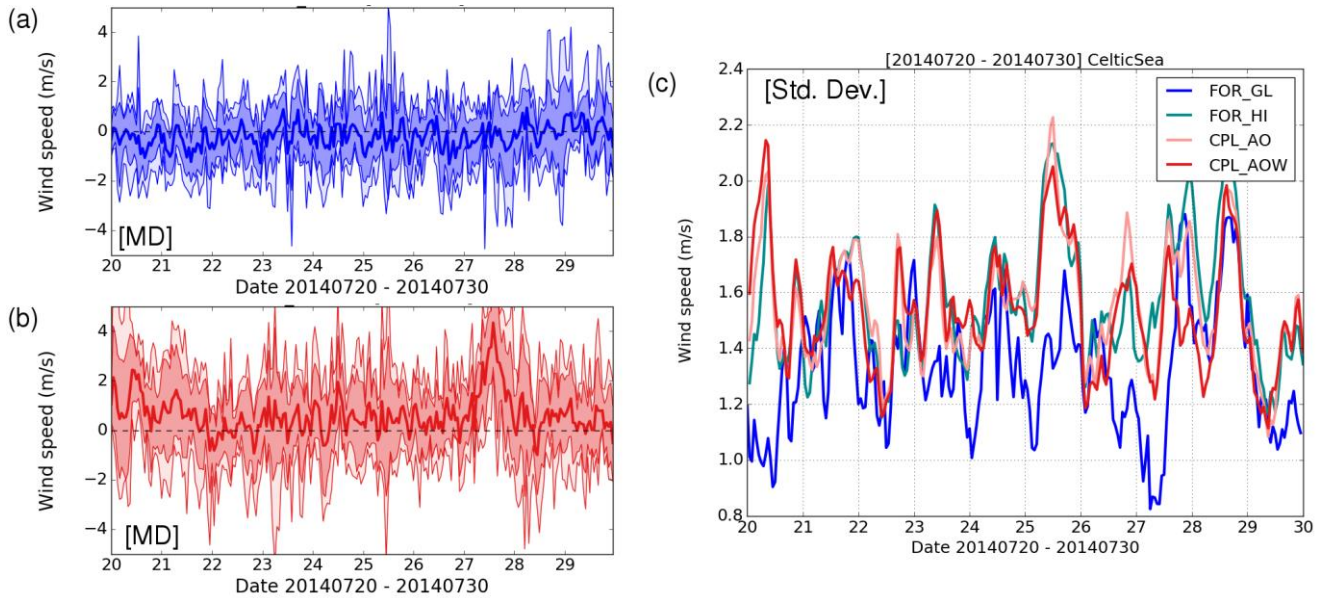 (a)
Wind speed (m/s)
4
2
0
−2
−4
[MD]
20 21 22 23 24 25 26 27 28 29
Date 20140720 - 20140730
(b)
Wind speed (m/s)
4
2
0
−2
−4
[MD]
20 21 22 23 24 25 26 27 28 29
Date 20140720 - 20140730
(c)
[20140720 - 20140730] CelticSea
[Std. Dev.]
FOR_GL
FOR_HI
CPL_AO
CPL_AOW
Wind speed (m/s)
2.4
2.2
2.0
1.8
1.6
1.4
1.2
1.0
0.8
20 21 22 23 24 25 26 27 28 29 30
Date 20140720 - 20140730